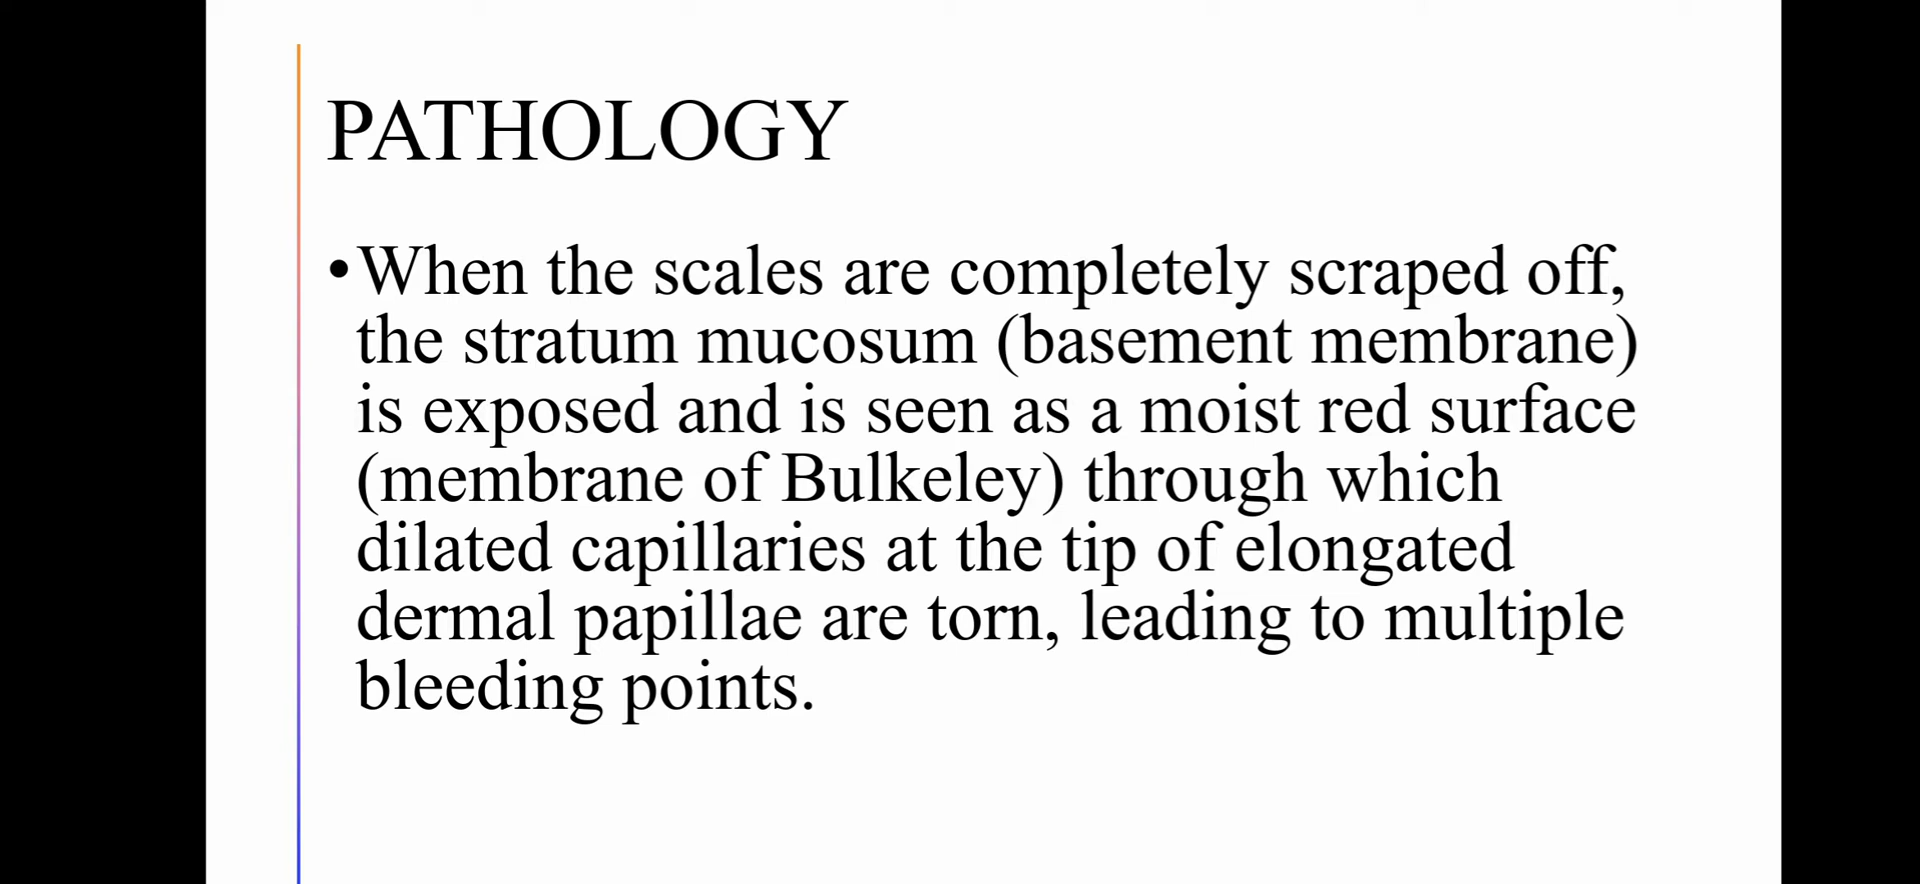 PATHOLOGY
•When the scales are completely scraped off,
the stratum mucosum (basement membrane)
is exposed and is seen as a moist red surface
(membrane of Bulkeley) through which
dilated capillaries at the tip of elongated
dermal papillae are torn, leading to multiple
bleeding points.